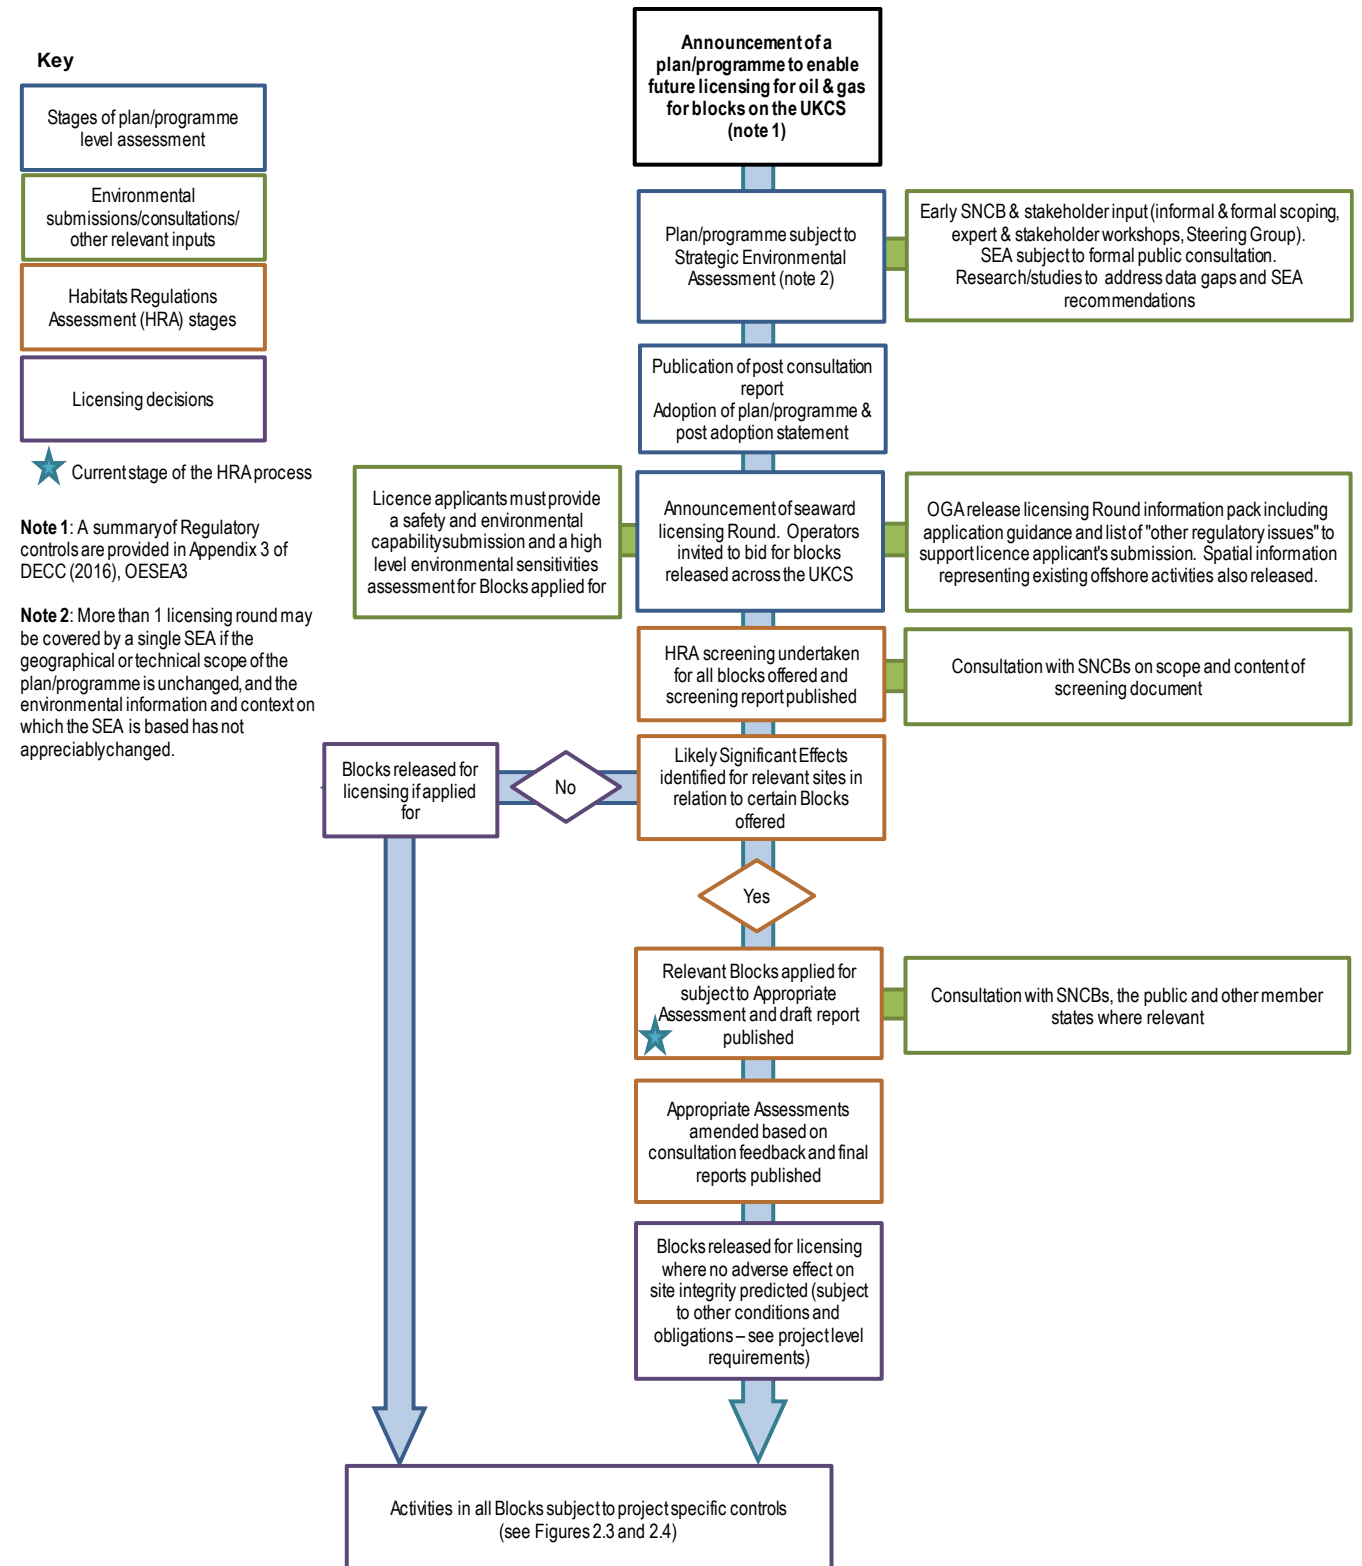 Key
Stages of plan/programme
level assessment
Environmental
submissions/consultations/
other relevant inputs
Habitats Regulations
Assessment (HRA) stages
Licensing decisions
Current stage of the HRA process
Note 1: A summary of Regulatory
controls are provided in Appendix 3 of
DECC (2016), OESEA3
Note 2: More than 1 licensing round may
be covered by a single SEA if the
geographical or technical scope of the
plan/programme is unchanged, and the
environmental information and context on
which the SEA is based has not
appreciably changed.
Announcement of a
plan/programme to enable
future licensing for oil & gas
for blocks on the UKCS
(note 1)
Plan/programme subject to
Strategic Environmental
Assessment (note 2)
Early SNCB & stakeholder input (informal & formal scoping,
expert & stakeholder workshops, Steering Group).
SEA subject to formal public consultation.
Research/studies to address data gaps and SEA
recommendations
Publication of post consultation
report
Adoption of plan/programme &
post adoption statement
Licence applicants must provide
a safety and environmental
capability submission and a high
level environmental sensitivities
assessment for Blocks applied for
Announcement of seaward
licensing Round. Operators
invited to bid for blocks
released across the UKCS
OGA release licensing Round information pack including
application guidance and list of "other regulatory issues" to
support licence applicant's submission. Spatial information
representing existing offshore activities also released.
HRA screening undertaken
for all blocks offered and
screening report published
Consultation with SNCBs on scope and content of
screening document
Likely Significant Effects
identified for relevant sites in
relation to certain Blocks
offered
No
Blocks released for
licensing if applied
for
Yes
Relevant Blocks applied for
subject to Appropriate
Assessment and draft report
published
Consultation with SNCBs, the public and other member
states where relevant
Appropriate Assessments
amended based on
consultation feedback and final
reports published
Blocks released for licensing
where no adverse effect on
site integrity predicted (subject
to other conditions and
obligations – see project level
requirements)
Activities in all Blocks subject to project specific controls
(see Figures 2.3 and 2.4)